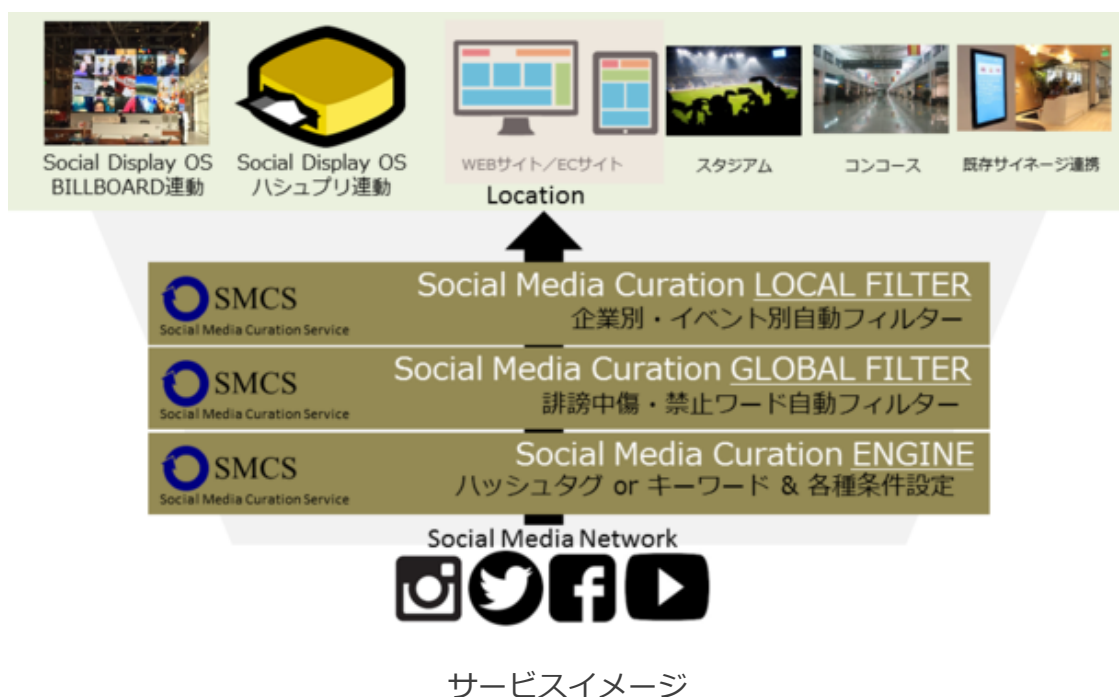 Social Display OS
BILLBOARD連動
Social Display OS
ハシュプリ連動
WEBサイト／ECサイト
スタジアム
コンコース
既存サイネージ連携
Location
SMCS
Social Media Curation Service
Social Media Curation LOCAL FILTER
企業別・イベント別自動フィルター
SMCS
Social Media Curation Service
Social Media Curation GLOBAL FILTER
誹謗中傷・禁止ワード自動フィルター
SMCS
Social Media Curation Service
Social Media Curation ENGINE
ハッシュタグ or キーワード & 各種条件設定
Social Media Network
サービスイメージ